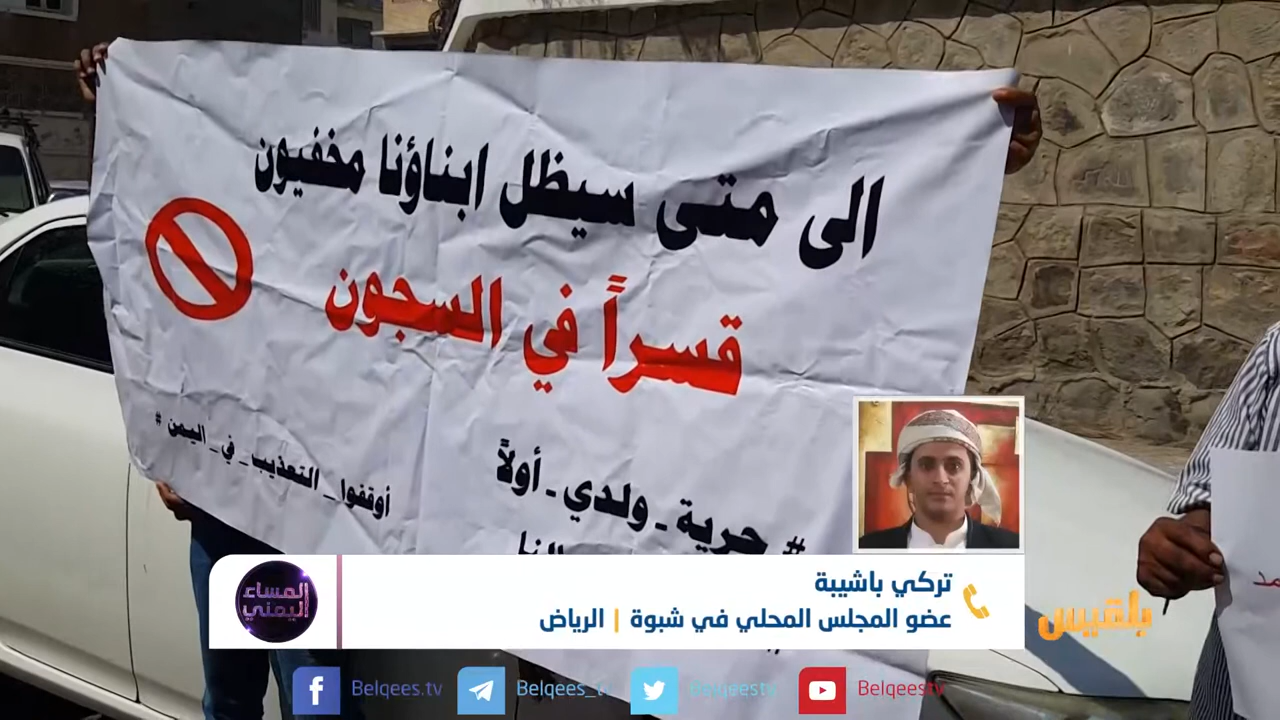 الى متى سيظل ابناؤنا مخفيون
قسراً في السجون
# حرية_ولدي_أولاً
أوقفوا_التعذيب_في_اليمن #
تركي باشيبة
عضو المجلس المحلي في شبوة | الرياض
المساء
اليمني
بلقيس
Belqees.tv
Belqees_tv
Belqeestv
Belqeestv